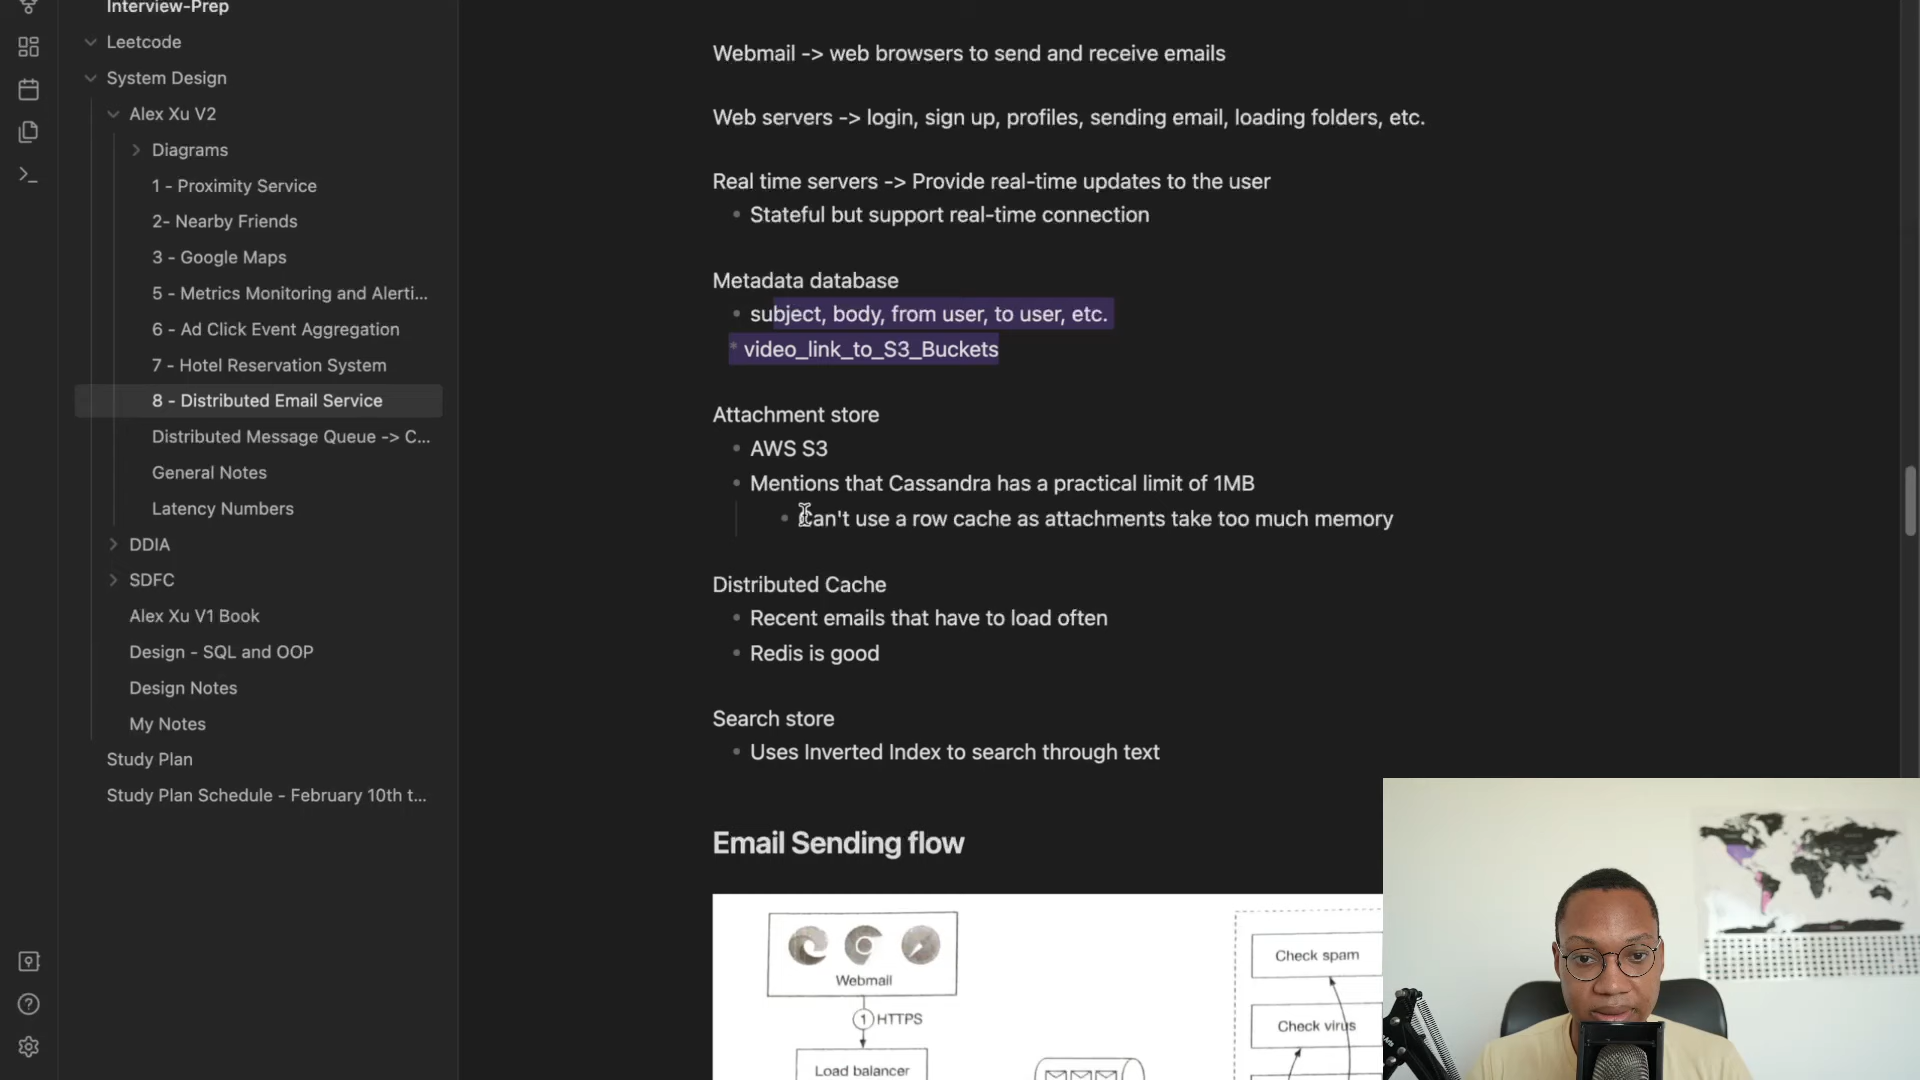 Interview-Prep
Leetcode
System Design
Alex Xu V2
Diagrams
1 - Proximity Service
2- Nearby Friends
3 - Google Maps
5 - Metrics Monitoring and Alerti...
6 - Ad Click Event Aggregation
7 - Hotel Reservation System
8 - Distributed Email Service
Distributed Message Queue -> C...
General Notes
Latency Numbers
DDIA
SDFC
Alex Xu V1 Book
Design - SQL and OOP
Design Notes
My Notes
Study Plan
Study Plan Schedule - February 10th t...
Webmail -> web browsers to send and receive emails
Web servers -> login, sign up, profiles, sending email, loading folders, etc.
Real time servers -> Provide real-time updates to the user
• Stateful but support real-time connection
Metadata database
• subject, body, from user, to user, etc.
* video_link_to_S3_Buckets
Attachment store
• AWS S3
• Mentions that Cassandra has a practical limit of 1MB
• Can't use a row cache as attachments take too much memory
Distributed Cache
• Recent emails that have to load often
• Redis is good
Search store
• Uses Inverted Index to search through text
Email Sending flow
Webmail
1 HTTPS
Load balancer
Check spam
Check virus